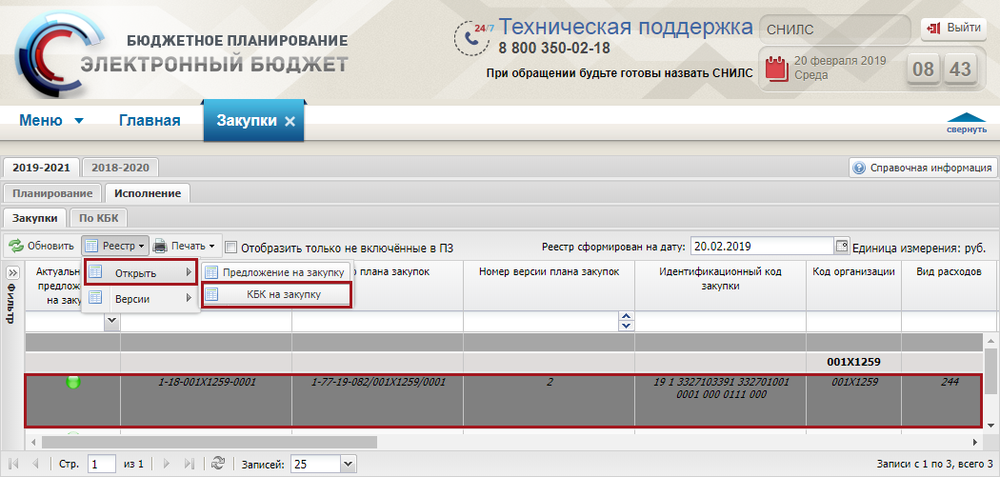 БЮДЖЕТНОЕ ПЛАНИРОВАНИЕ
ЭЛЕКТРОННЫЙ БЮДЖЕТ
24/7 Техническая поддержка
8 800 350-02-18
При обращении будьте готовы назвать СНИЛС
СНИЛС
Выйти
20 февраля 2019
Среда
08 43
Меню Главная Закупки
свернуть
2019-2021 2018-2020
Справочная информация
Планирование Исполнение
Закупки По КБК
Обновить Реестр Печать Отобразить только не включённые в ПЗ Реестр сформирован на дату: 20.02.2019 Единица измерения: руб.
Фильтр
Открыть
Версии
Предложение на закупку
КБК на закупку
Актуальн
предлож
на заку
плана закупок
Номер версии плана закупок
Идентификационный код
закупки
Код организации
Вид расходов
001X1259
1-18-001X1259-0001 1-77-19-082/001X1259/0001 2 19 1 3327103391 332701001
0001 000 0111 000 001X1259 244
Стр. 1 из 1 Записей: 25 Записи с 1 по 3, всего 3